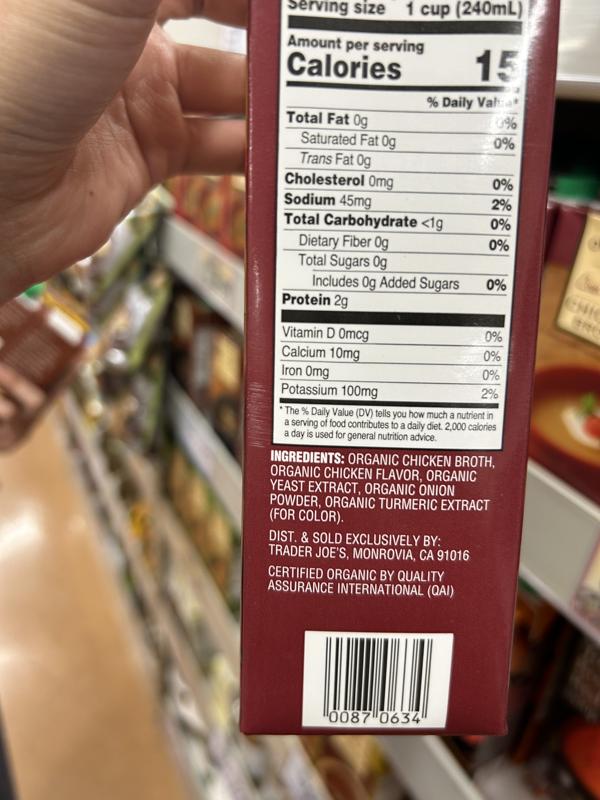 Serving size 1 cup (240mL)
Amount per serving
Calories 15
% Daily Value*
Total Fat 0g 0%
Saturated Fat 0g 0%
Trans Fat 0g
Cholesterol 0mg 0%
Sodium 45mg 2%
Total Carbohydrate <1g 0%
Dietary Fiber 0g 0%
Total Sugars 0g
Includes 0g Added Sugars 0%
Protein 2g
Vitamin D 0mcg 0%
Calcium 10mg 0%
Iron 0mg 0%
Potassium 100mg 2%
* The % Daily Value (DV) tells you how much a nutrient in
a serving of food contributes to a daily diet. 2,000 calories
a day is used for general nutrition advice.
INGREDIENTS: ORGANIC CHICKEN BROTH,
ORGANIC CHICKEN FLAVOR, ORGANIC
YEAST EXTRACT, ORGANIC ONION
POWDER, ORGANIC TURMERIC EXTRACT
(FOR COLOR).
DIST. & SOLD EXCLUSIVELY BY:
TRADER JOE'S, MONROVIA, CA 91016
CERTIFIED ORGANIC BY QUALITY
ASSURANCE INTERNATIONAL (QAI)
0087 0634